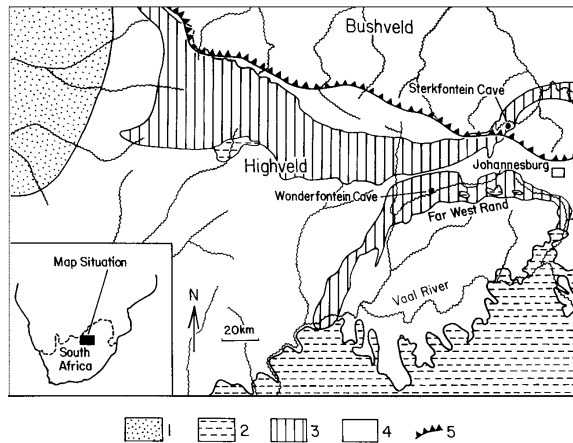 Bushveld
Sterkfontein Cave
Highveld
Johannesburg
Wonderfontein Cave
Far West Rand
Map Situation
N
Vaal River
20km
South
Africa
1 2 3 4 5